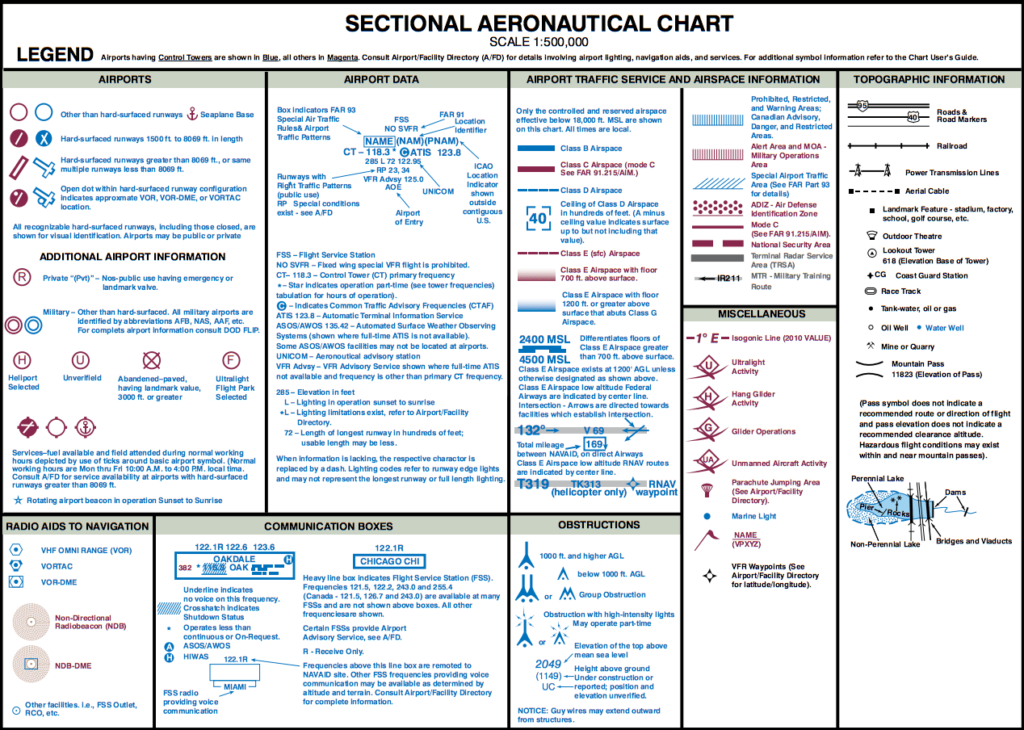 SECTIONAL AERONAUTICAL CHART
SCALE 1:500,000
LEGEND
Airports having Control Towers are shown in Blue, all others in Magenta. Consult Airport/Facility Directory (A/FD) for details involving airport lighting, navigation aids, and services. For additional symbol information refer to the Chart User's Guide.
AIRPORTS
Other than hard-surfaced runways
Seaplane Base
Hard-surfaced runways 1500 ft. to 8069 ft. in length
Hard-surfaced runways greater than 8069 ft., or same
multiple runways less than 8069 ft.
Open dot within hard-surfaced runway configuration
indicates approximate VOR, VOR-DME, or VORTAC
location.
All recognizable hard-surfaced runways, including those closed, are
shown for visual identification. Airports may be public or private
ADDITIONAL AIRPORT INFORMATION
R
Private "(Pvt)" – Nos-public use having emergency or
landmark valve.
Military – Other than hard-surfaced. All military airports are
identified by abbreviations AFB, NAS, AAF, etc.
For complete airport information consult DOD FLIP.
H
U
F
Heliport
Selected
Unverifield
Abandoned–paved,
having landmark value,
3000 ft. or greater
Ultralight
Flight Park
Selected
Services–fuel available and field attended during normal working
hours depicted by use of ticks around basic airport symbol. (Normal
working hours are Mon thru Fri 10:00 A.M. to 4:00 PM. local tima.
Consult A/FD for service availability at airports with hard-surfaced
runways greater than 8069 ft.
Rotating airport beacon in operation Sunset to Sunrise
AIRPORT DATA
Box indicators FAR 93
Special Air Traffic
Rules& Airport
Traffic Patterns
FSS
NO SVFR
FAR 91
Location
Identifier
NAME (NAM)(PNAM)
CT – 118.3 * C ATIS 123.8
285 L 72 122.95
RP 23, 34
VFR Advsy 125.0
AOE
Runways with
Right Traffic Patterns
(public use)
RP Special conditions
exist - see A/FD
UNICOM
Airport
of Entry
ICAO
Location
Indicator
shown
outside
contiguous
U.S.
FSS – Flight Service Station
NO SVFR – Fixed wing special VFR flight is prohibited.
CT– 118.3 – Control Tower (CT) primary frequency
*– Star indicates operation part-time (see tower frequencies)
tabulation for hours of operation).
C – Indicates Common Traffic Advisory Frequencies (CTAF)
ATIS 123.8 – Automatic Terminal Information Service
ASOS/AWOS 135.42 – Automated Surface Weather Observing
Systems (shown where full-time ATIS is not available).
Some ASOS/AWOS facilities may not be located at airports.
UNICOM – Aeronoutical advisory station
VFR Advsy – VFR Advisory Service shown where full-time ATIS
not available and frequency is other than primary CT frequency.
285 – Elevation in feet
L – Lighting in operation sunset to sunrise
*L – Lighting limitations exist, refer to Airport/Facility
Directory.
72 – Length of longest runway in hundreds of feet;
usable length may be less.
When Information is lacking, the respective charactor is
replaced by a dash. Lighting codes refer to runway edge lights
and may not represent the longest runway or full length lighting.
AIRPORT TRAFFIC SERVICE AND AIRSPACE INFORMATION
Only the controlled and reserved airspace
effective below 18,000 ft. MSL are shown
on this chart. All times are local.
Class B Airspace
Class C Airspace (mode C
See FAR 91.215/AIM.)
Class D Airspace
40
Ceiling of Class D Airspace
in hundreds of feet. (A minus
ceiling value indicates surface
up to but not including that
value).
Class E (sfc) Airspace
Class E Airspace with floor
700 ft. above surface.
Class E Airspace with floor
1200 ft. or greater above
surface that abuts Class G
Airspace.
2400 MSL
4500 MSL
Differentiates floors of
Class E Airspace greater
than 700 ft. above surface.
Class E Airspace exists at 1200' AGL unless
otherwise designated as shown above.
Class E Airspace low altitude Federal
Airways are indicated by center line.
Intersection - Arrows are directed towards
facilities which establish intersection.
132°
V 69
169
Total mileage
between NAVAID, on direct Airways
Class E Airspace low altitude RNAV routes
are indicated by center line.
T319
TK313
(helicopter only)
RNAV
waypoint
Prohibited, Restricted,
and Warning Areas;
Canadian Advisory,
Danger, and Restricted
Areas.
Alert Area and MOA -
Military Operations
Area
Special Airport Traffic
Area (See FAR Part 93
for details)
ADIZ - Air Defense
Identification Zone
Mode C
(See FAR 91.215/AIM).
National Security Area
Terminal Radar Service
Area (TRSA)
IR211
MTR - Military Training
Route
MISCELLANEOUS
1° E
Isogonic Line (2010 VALUE)
U
Ultralight
Activity
H
Hang Glider
Activity
G
Glider Operations
UA
Unmanned Aircraft Activity
Parachute Jumping Area
(See Airport/Facility
Directory).
Marine Light
NAME
(VPXYZ)
VFR Waypoints (See
Airport/Facility Directory
for latitude/longitude).
TOPOGRAPHIC INFORMATION
95
40
Roads &
Road Markers
Railroad
Power Transmission Lines
Aerial Cable
Landmark Feature - stadium, factory,
school, golf course, etc.
Outdoor Theatre
Lookout Tower
618 (Elevation Base of Tower)
CG
Coast Guard Station
Race Track
Tank-water, oil or gas
Oil Well
Water Well
Mine or Quarry
Mountain Pass
11823 (Elevation of Pass)
(Pass symbol does not indicate a
recommended route or direction of flight
and pass elevation does not indicate a
recommended clearance altitude.
Hazardous flight conditions may exist
within and near mountain passes).
Perennial Lake
Pier
Rocks
Dams
Non-Perennial Lake
Bridges and Viaducts
RADIO AIDS TO NAVIGATION
VHF OMNI RANGE (VOR)
VORTAC
VOR-DME
Non-Directional
Radiobeacon (NDB)
NDB-DME
Other facilities. i.e., FSS Outlet,
RCO, etc.
COMMUNICATION BOXES
122.1R 122.6 123.6
OAKDALE
H
382 * 116.8 OAK
Underline indicates
no voice on this frequency.
Crosshatch indicates
Shutdown Status
* Operates less than
continuous or On-Request.
A ASOS/AWOS
H HIWAS
122.1R
MIAMI
FSS radio
providing voice
communication
122.1R
CHICAGO CHI
Heavy line box indicates Flight Service Station (FSS).
Frequencies 121.5, 122.2, 243.0 and 255.4
(Canada - 121.5, 126.7 and 243.0) are available at many
FSSs and are not shown above boxes. All other
frequenciesare shown.
Certain FSSs provide Airport
Advisory Service, see A/FD.
R - Receive Only.
Frequencies above this line box are remoted to
NAVAID site. Other FSS frequencies providing voice
communication may be available as determined by
altitude and terrain. Consult Airport/Facility Directory
for complete information.
OBSTRUCTIONS
1000 ft. and higher AGL
below 1000 ft. AGL
or
Group Obstruction
Obstruction with high-intensity lights
May operate part-time
or
2049
(1149)
UC
Elevation of the top above
mean sea level
Height above ground
Under construction or
reported; position and
elevation unverified.
NOTICE: Guy wires may extend outward
from structures.